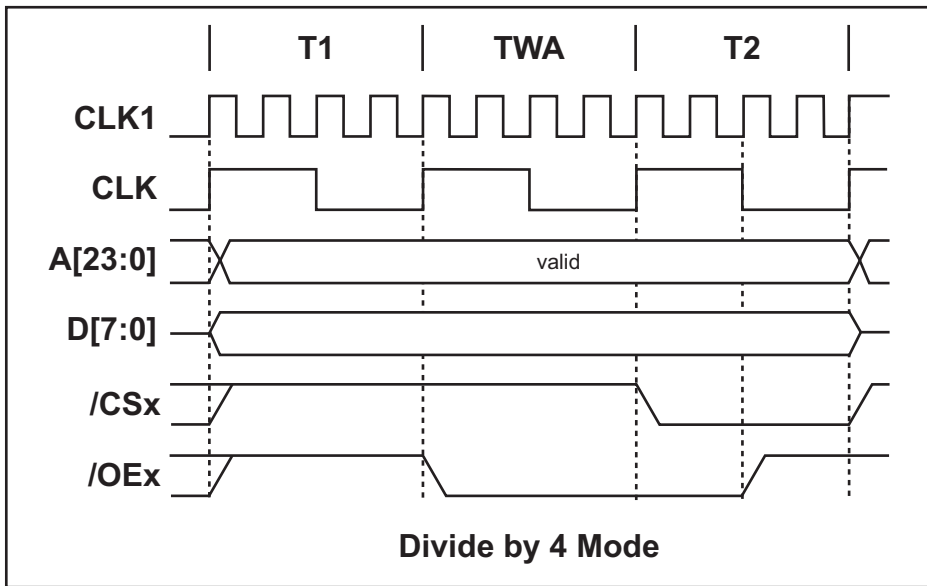 T1 TWA T2
CLK1
CLK
A[23:0] valid
D[7:0]
/CSx
/OEx
Divide by 4 Mode